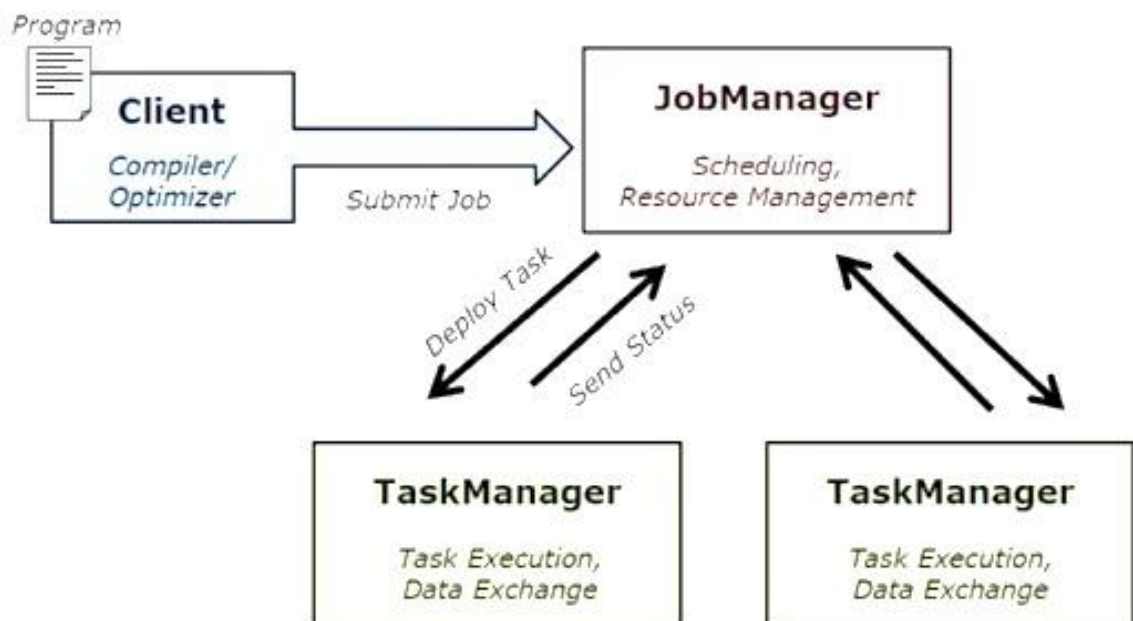 Program
Client
Compiler/
Optimizer
Submit Job
JobManager
Scheduling,
Resource Management
Deploy Task
Send Status
TaskManager
Task Execution,
Data Exchange
TaskManager
Task Execution,
Data Exchange